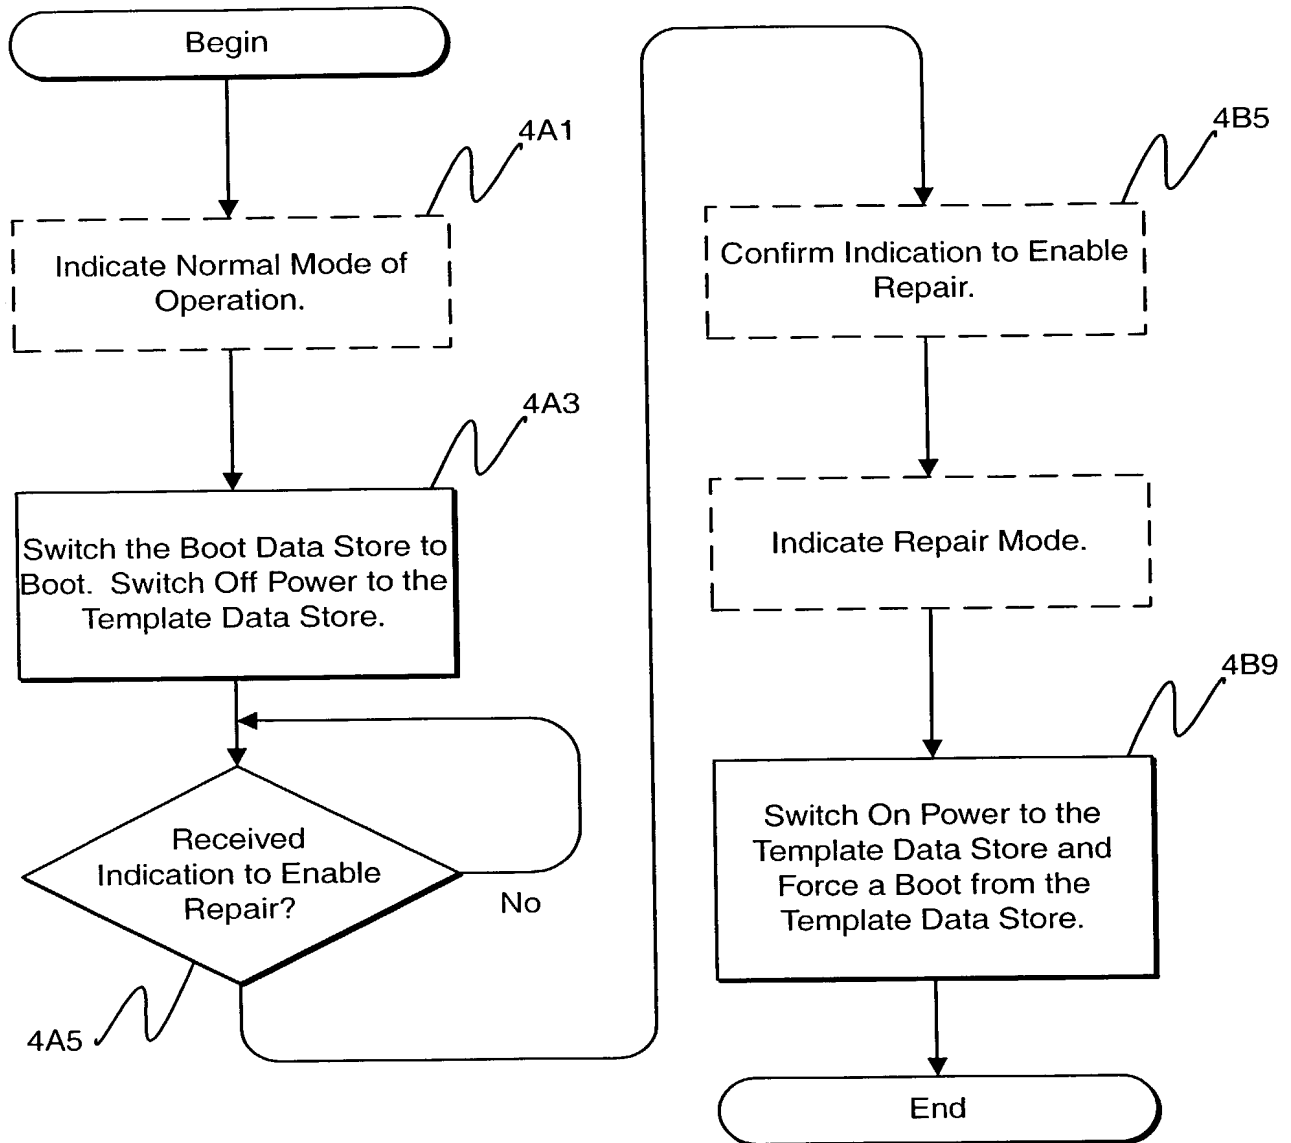 Begin
4A1
Indicate Normal Mode of
Operation.
4A3
Switch the Boot Data Store to
Boot. Switch Off Power to the
Template Data Store.
Received
Indication to Enable
Repair?
No
4A5
4B5
Confirm Indication to Enable
Repair.
Indicate Repair Mode.
4B9
Switch On Power to the
Template Data Store and
Force a Boot from the
Template Data Store.
End